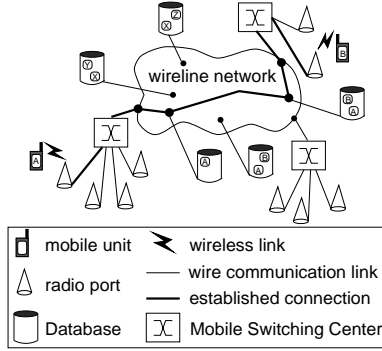 Z
X
Y
X
B
wireline network
B
A
A
A
B
A
mobile unit
wireless link
radio port
wire communication link
established connection
Database
Mobile Switching Center